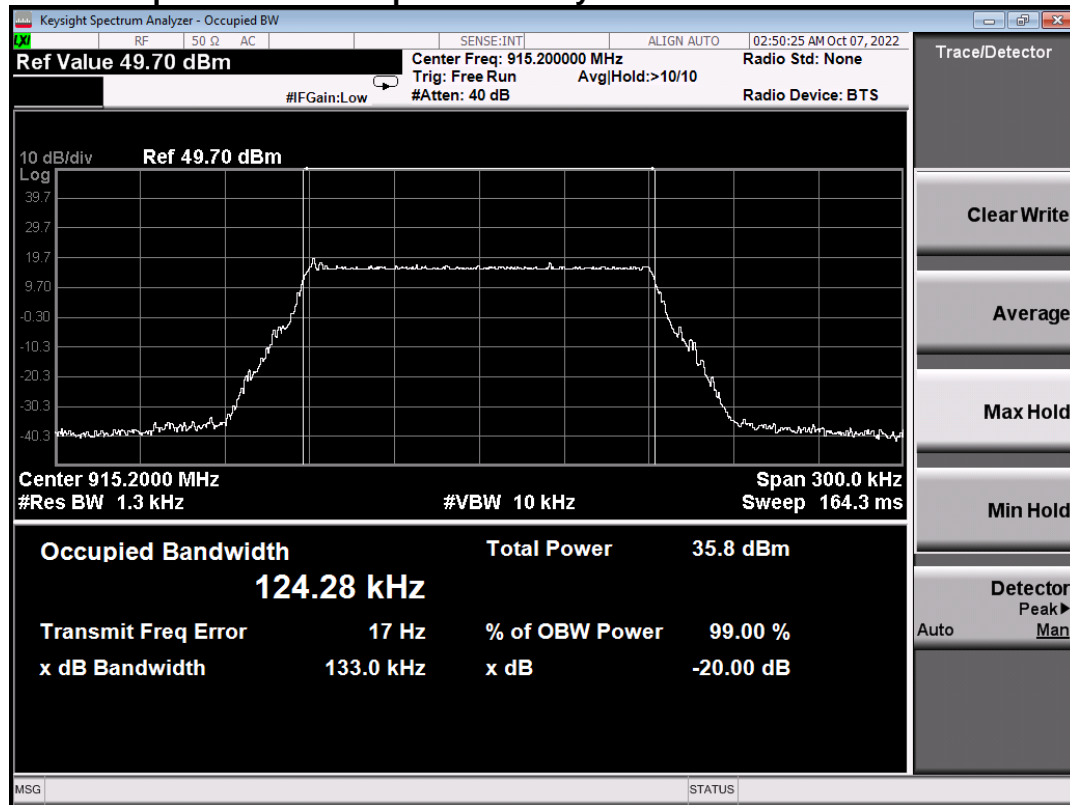 Keysight Spectrum Analyzer - Occupied BW
LXI RF 50 Ω AC SENSE:INT ALIGN AUTO 02:50:25 AM Oct 07, 2022
Ref Value 49.70 dBm Center Freq: 915.200000 MHz Radio Std: None
Trig: Free Run Avg|Hold:>10/10
#IFGain:Low #Atten: 40 dB Radio Device: BTS
Trace/Detector
10 dB/div Ref 49.70 dBm
Log
39.7
29.7
19.7
9.70
-0.30
-10.3
-20.3
-30.3
-40.3
Center 915.2000 MHz Span 300.0 kHz
#Res BW 1.3 kHz #VBW 10 kHz Sweep 164.3 ms
Occupied Bandwidth Total Power 35.8 dBm
124.28 kHz
Transmit Freq Error 17 Hz % of OBW Power 99.00 %
x dB Bandwidth 133.0 kHz x dB -20.00 dB
Clear Write
Average
Max Hold
Min Hold
Detector
Peak▶
Auto Man
MSG STATUS